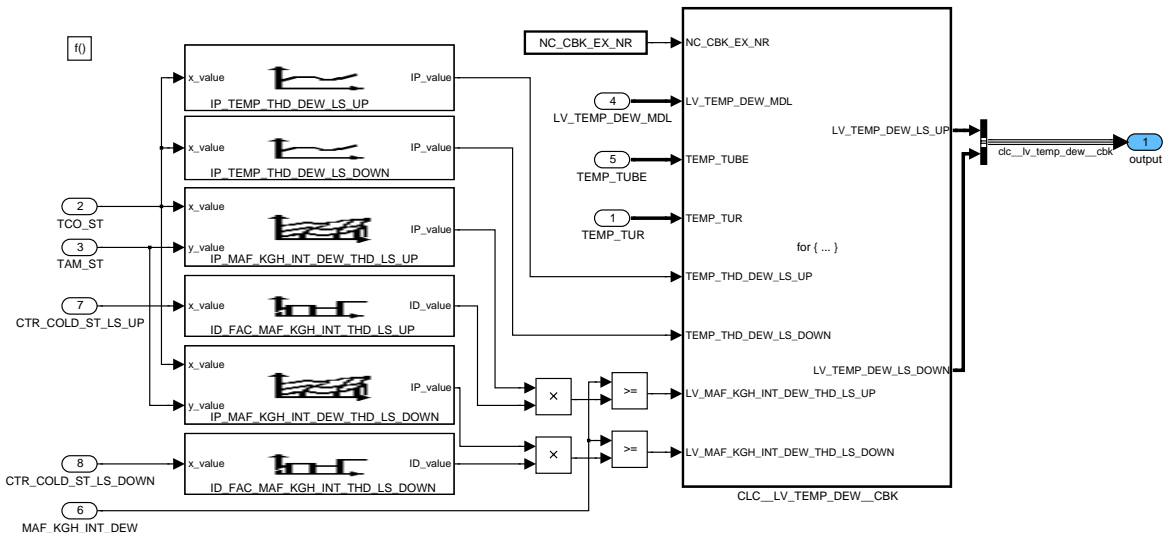 f()
NC_CBK_EX_NR
NC_CBK_EX_NR
x_value
IP_value
IP_TEMP_THD_DEW_LS_UP
4
LV_TEMP_DEW_MDL
LV_TEMP_DEW_MDL
x_value
IP_value
IP_TEMP_THD_DEW_LS_DOWN
LV_TEMP_DEW_LS_UP
clc__lv_temp_dew__cbk
1
output
5
TEMP_TUBE
TEMP_TUBE
2
TCO_ST
x_value
3
TAM_ST
y_value
IP_value
IP_MAF_KGH_INT_DEW_THD_LS_UP
1
TEMP_TUR
TEMP_TUR
for { ... }
TEMP_THD_DEW_LS_UP
7
CTR_COLD_ST_LS_UP
x_value
ID_value
ID_FAC_MAF_KGH_INT_THD_LS_UP
TEMP_THD_DEW_LS_DOWN
x_value
y_value
IP_value
IP_MAF_KGH_INT_DEW_THD_LS_DOWN
LV_TEMP_DEW_LS_DOWN
×
>=
LV_MAF_KGH_INT_DEW_THD_LS_UP
8
CTR_COLD_ST_LS_DOWN
x_value
ID_value
ID_FAC_MAF_KGH_INT_THD_LS_DOWN
×
>=
LV_MAF_KGH_INT_DEW_THD_LS_DOWN
CLC__LV_TEMP_DEW__CBK
6
MAF_KGH_INT_DEW